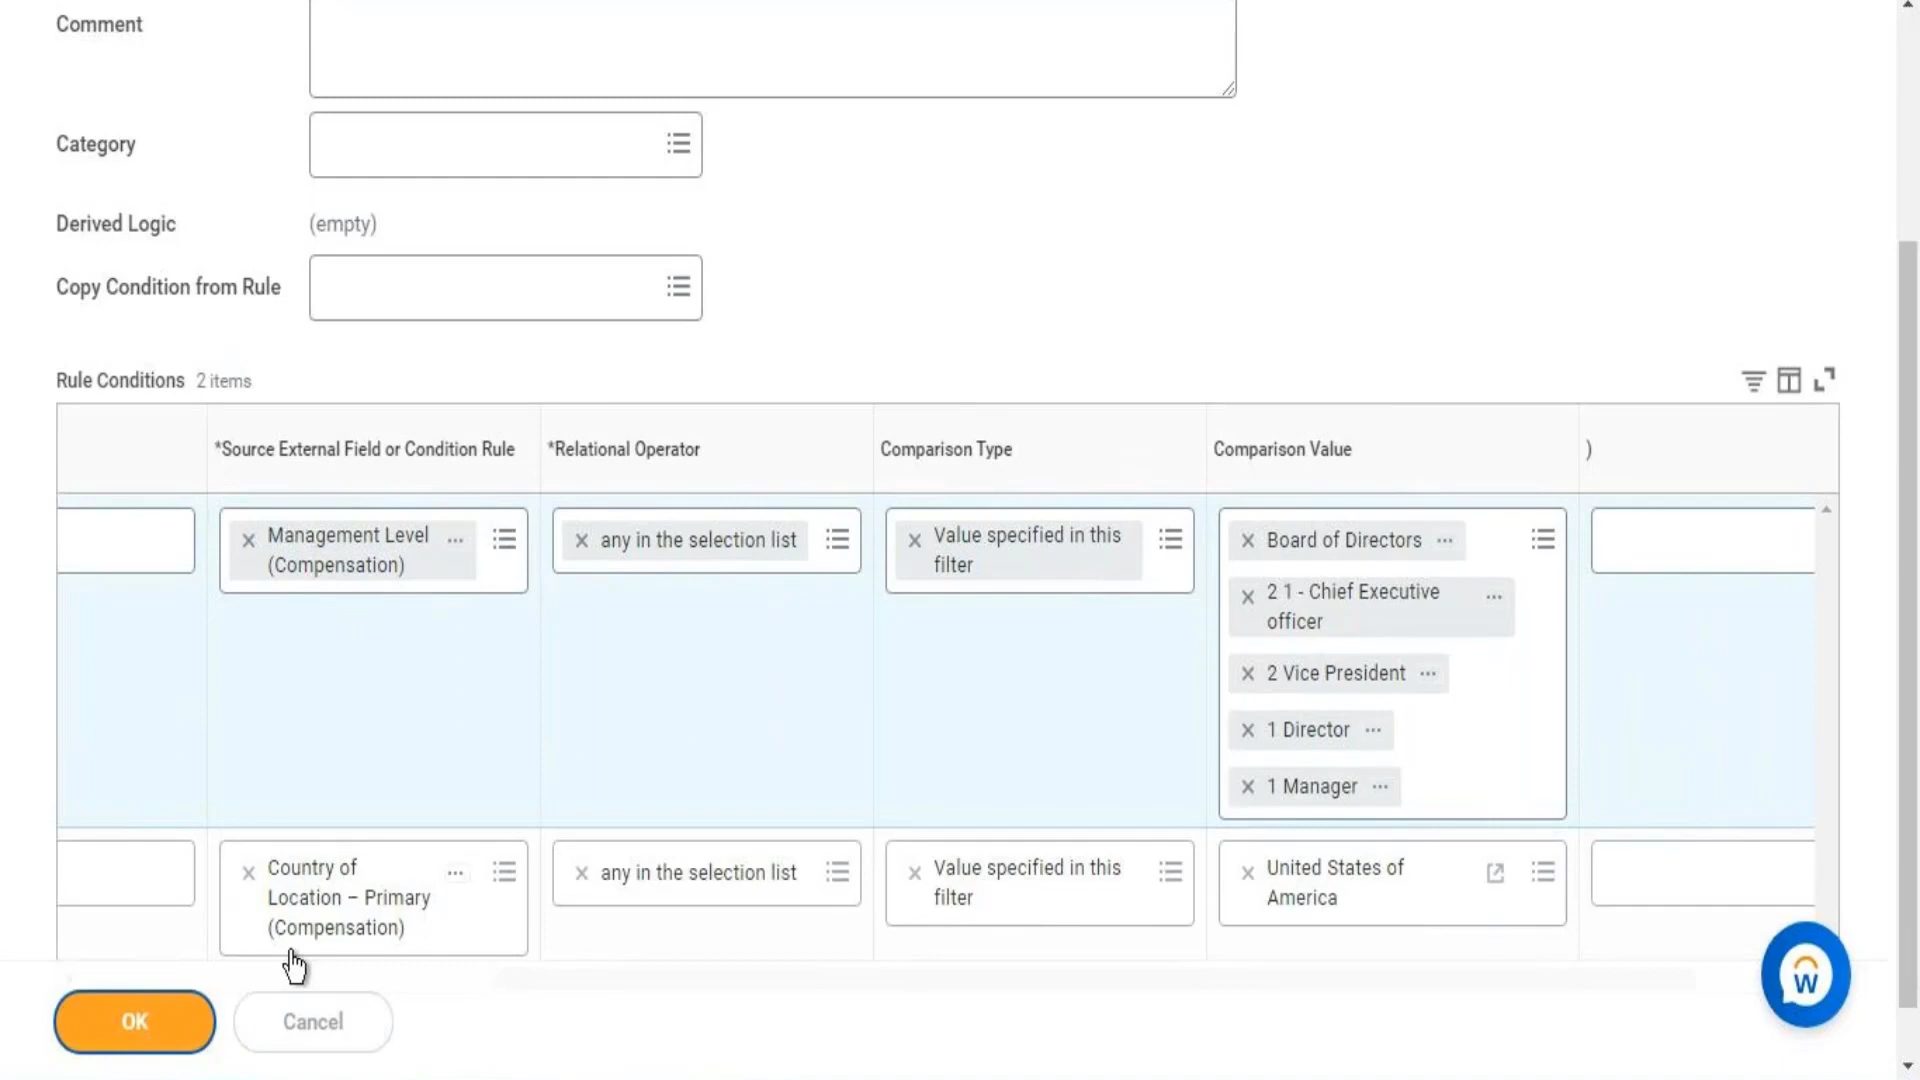 Comment
Category
Derived Logic (empty)
Copy Condition from Rule
Rule Conditions 2 items
*Source External Field or Condition Rule *Relational Operator Comparison Type Comparison Value )
Management Level
(Compensation)
any in the selection list
Value specified in this
filter
Board of Directors
2 1 - Chief Executive
officer
2 Vice President
1 Director
1 Manager
Country of
Location – Primary
(Compensation)
any in the selection list
Value specified in this
filter
United States of
America
OK Cancel
W